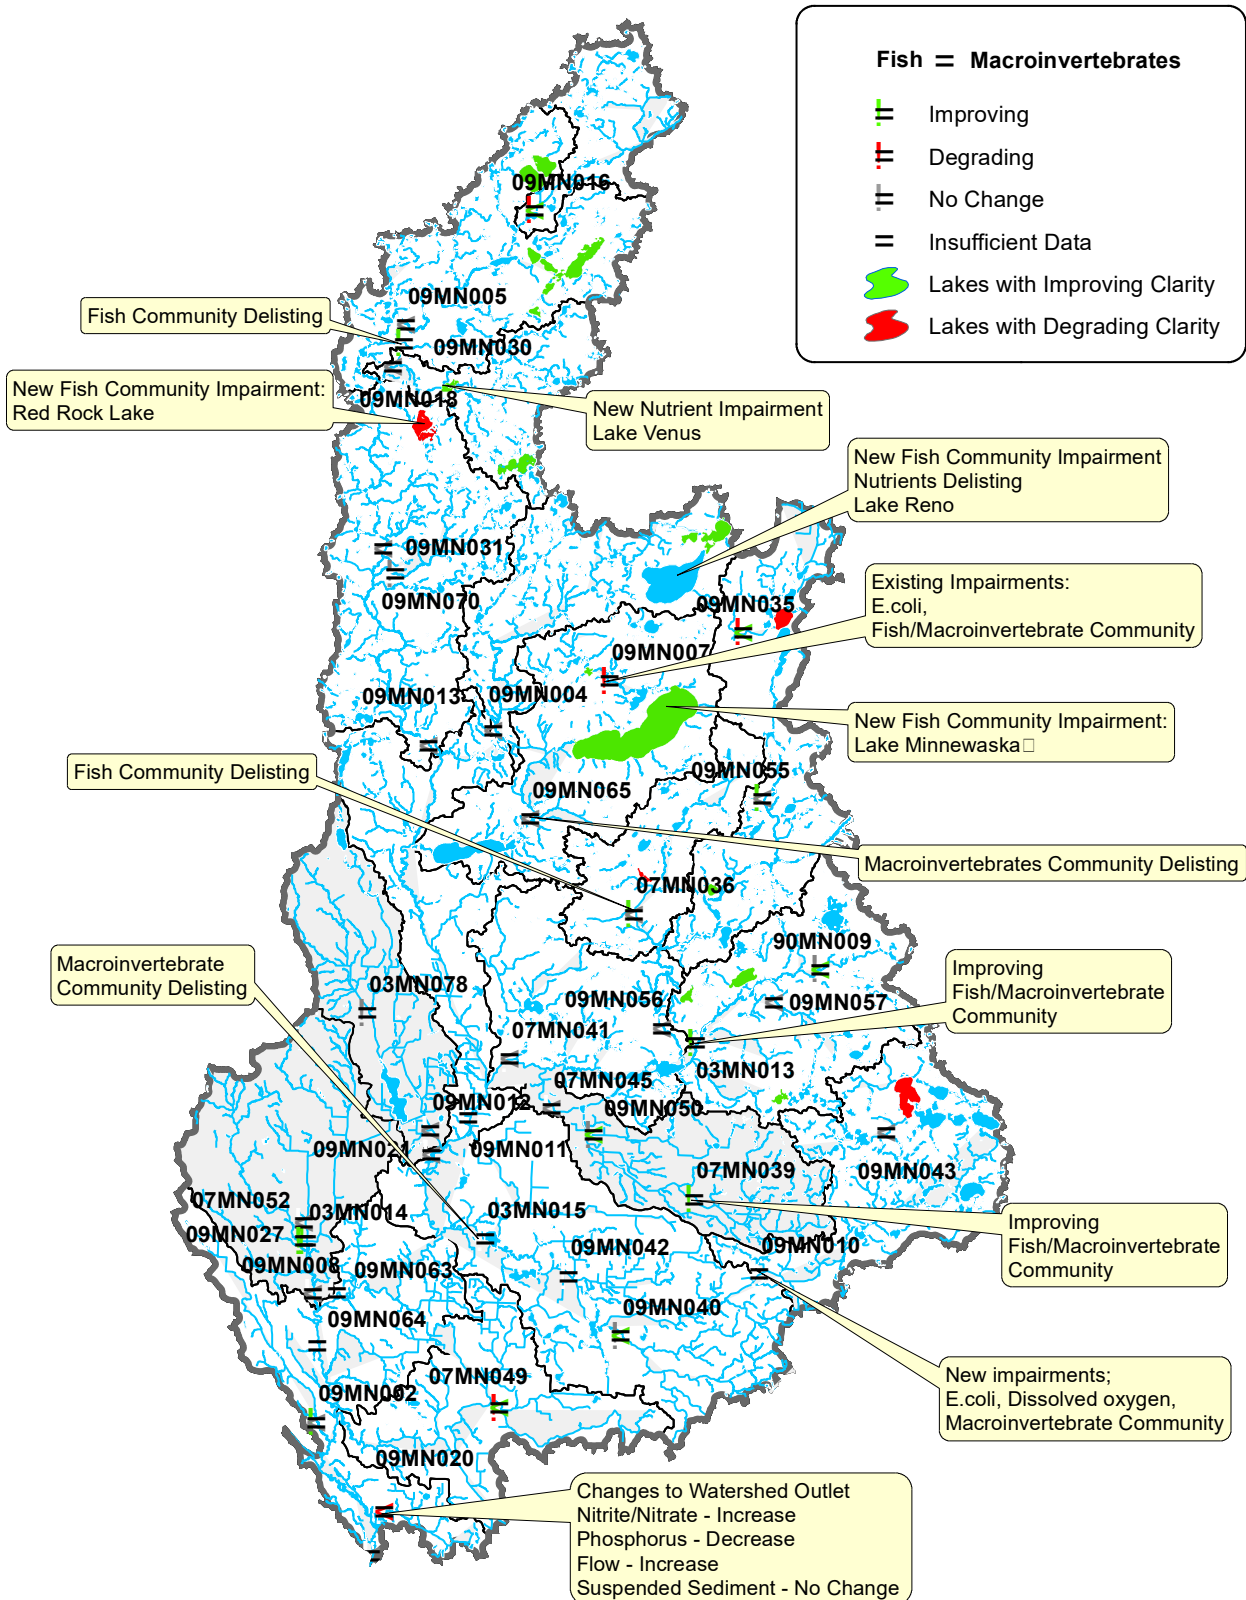 Fish = Macroinvertebrates
Improving
Degrading
No Change
Insufficient Data
Lakes with Improving Clarity
Lakes with Degrading Clarity
09MN016
09MN005
Fish Community Delisting
09MN030
New Fish Community Impairment:
Red Rock Lake
09MN018
New Nutrient Impairment
Lake Venus
New Fish Community Impairment
Nutrients Delisting
Lake Reno
09MN031
09MN070
Existing Impairments:
E.coli,
Fish/Macroinvertebrate Community
09MN035
09MN007
09MN013
09MN004
New Fish Community Impairment:
Lake Minnewaska□
Fish Community Delisting
09MN055
09MN065
Macroinvertebrates Community Delisting
07MN036
90MN009
Macroinvertebrate
Community Delisting
03MN078
09MN056
09MN057
Improving
Fish/Macroinvertebrate
Community
07MN041
03MN013
07MN045
09MN012
09MN050
09MN021
09MN011
07MN039
09MN043
07MN052
03MN014
03MN015
09MN027
09MN042
09MN010
Improving
Fish/Macroinvertebrate
Community
09MN008
09MN063
09MN064
09MN040
07MN049
09MN002
New impairments;
E.coli, Dissolved oxygen,
Macroinvertebrate Community
09MN020
Changes to Watershed Outlet
Nitrite/Nitrate - Increase
Phosphorus - Decrease
Flow - Increase
Suspended Sediment - No Change